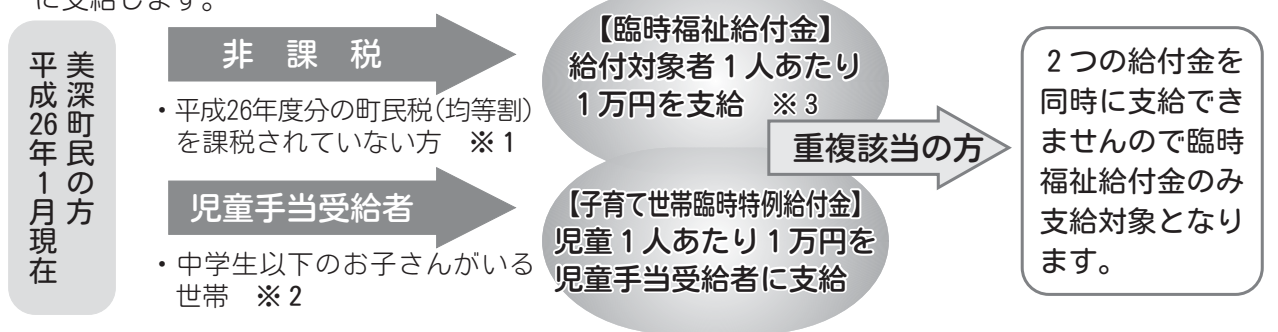 に支給します。
美深町民の方
平成26年1月現在
非課税
・平成26年度分の町民税(均等割)
を課税されていない方 ※1
児童手当受給者
・中学生以下のお子さんがいる
世帯 ※2
【臨時福祉給付金】
給付対象者1人あたり
1万円を支給 ※3
【子育て世帯臨時特例給付金】
児童1人あたり1万円を
児童手当受給者に支給
重複該当の方
2つの給付金を
同時に支給でき
ませんので臨時
福祉給付金のみ
支給対象となり
ます。